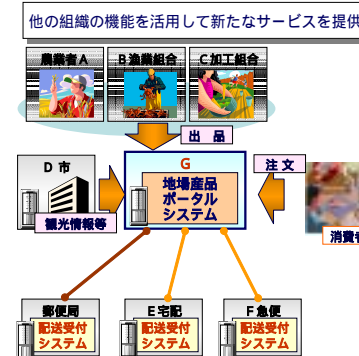 他の組織の機能を活用して新たなサービスを提供
農業者A
B漁業組合
C加工組合
出 品
D 市
G
注 文
地場産品
ポータル
システム
観光情報等
消費者
郵便局
E宅配
F急便
配送受付
システム
配送受付
システム
配送受付
システム